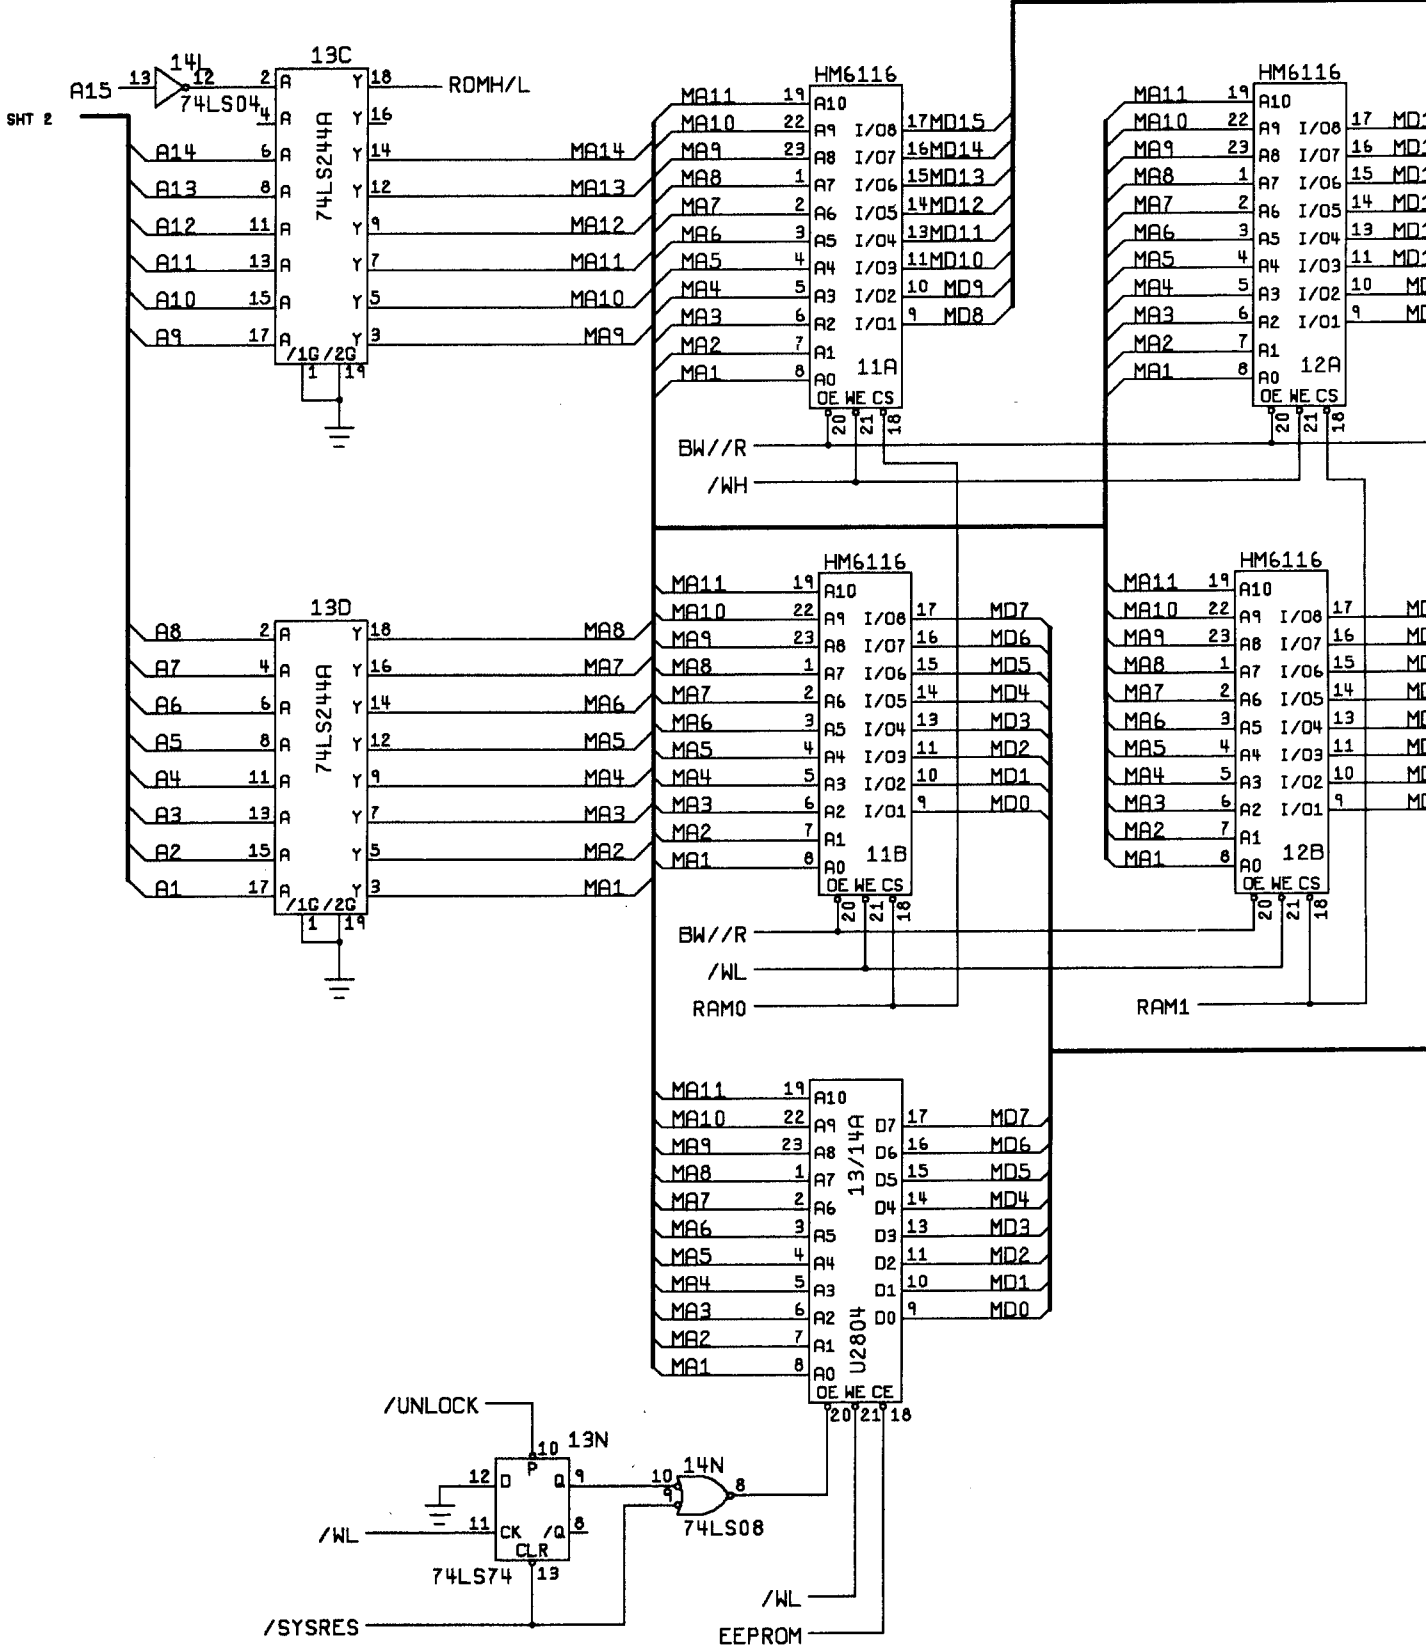 SHT 2
A15
13
14L
12
74LS04
13C
74LS244A
2 A Y 18 ROMH/L
4 A Y 16
A14 6 A Y 14 MA14
A13 8 A Y 12 MA13
A12 11 A Y 9 MA12
A11 13 A Y 7 MA11
A10 15 A Y 5 MA10
A9 17 A Y 3 MA9
/1G /2G
1 19
13D
74LS244A
A8 2 A Y 18 MA8
A7 4 A Y 16 MA7
A6 6 A Y 14 MA6
A5 8 A Y 12 MA5
A4 11 A Y 9 MA4
A3 13 A Y 7 MA3
A2 15 A Y 5 MA2
A1 17 A Y 3 MA1
/1G /2G
1 19
HM6116
MA11 19 A10
MA10 22 A9 I/O8 17 MD15
MA9 23 A8 I/O7 16 MD14
MA8 1 A7 I/O6 15 MD13
MA7 2 A6 I/O5 14 MD12
MA6 3 A5 I/O4 13 MD11
MA5 4 A4 I/O3 11 MD10
MA4 5 A3 I/O2 10 MD9
MA3 6 A2 I/O1 9 MD8
MA2 7 A1
MA1 8 A0
11A
OE WE CS
20 21 18
BW//R
/WH
HM6116
MA11 19 A10
MA10 22 A9 I/O8 17
MA9 23 A8 I/O7 16
MA8 1 A7 I/O6 15
MA7 2 A6 I/O5 14
MA6 3 A5 I/O4 13
MA5 4 A4 I/O3 11
MA4 5 A3 I/O2 10
MA3 6 A2 I/O1 9
MA2 7 A1
MA1 8 A0
12A
OE WE CS
20 21 18
HM6116
MA11 19 A10
MA10 22 A9 I/O8 17 MD7
MA9 23 A8 I/O7 16 MD6
MA8 1 A7 I/O6 15 MD5
MA7 2 A6 I/O5 14 MD4
MA6 3 A5 I/O4 13 MD3
MA5 4 A4 I/O3 11 MD2
MA4 5 A3 I/O2 10 MD1
MA3 6 A2 I/O1 9 MD0
MA2 7 A1
MA1 8 A0
11B
OE WE CS
20 21 18
BW//R
/WL
RAM0
HM6116
MA11 19 A10
MA10 22 A9 I/O8 17
MA9 23 A8 I/O7 16
MA8 1 A7 I/O6 15
MA7 2 A6 I/O5 14
MA6 3 A5 I/O4 13
MA5 4 A4 I/O3 11
MA4 5 A3 I/O2 10
MA3 6 A2 I/O1 9
MA2 7 A1
MA1 8 A0
12B
OE WE CS
20 21 18
RAM1
13/14A
U2804
MA11 19 A10
MA10 22 A9 D7 17 MD7
MA9 23 A8 D6 16 MD6
MA8 1 A7 D5 15 MD5
MA7 2 A6 D4 14 MD4
MA6 3 A5 D3 13 MD3
MA5 4 A4 D2 11 MD2
MA4 5 A3 D1 10 MD1
MA3 6 A2 D0 9 MD0
MA2 7 A1
MA1 8 A0
OE WE CE
20 21 18
/UNLOCK
10 13N
P
12 D Q 9
/WL 11 CK /Q 8
CLR
74LS74 13
/SYSRES
14N
10
9
8
74LS08
/WL
EEPROM